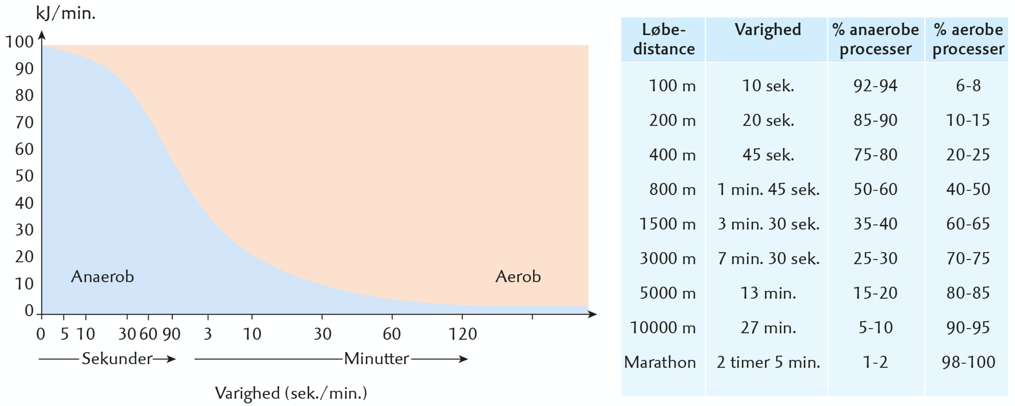 kJ/min.
100
90
80
70
60
50
40
30
20
10
0
Anaerob
Aerob
0 5 10 30 60 90 3 10 30 60 120
Sekunder Minutter
Varighed (sek./min.)
Løbe-distance Varighed % anaerobe processer % aerobe processer
100 m 10 sek. 92-94 6-8
200 m 20 sek. 85-90 10-15
400 m 45 sek. 75-80 20-25
800 m 1 min. 45 sek. 50-60 40-50
1500 m 3 min. 30 sek. 35-40 60-65
3000 m 7 min. 30 sek. 25-30 70-75
5000 m 13 min. 15-20 80-85
10000 m 27 min. 5-10 90-95
Marathon 2 timer 5 min. 1-2 98-100